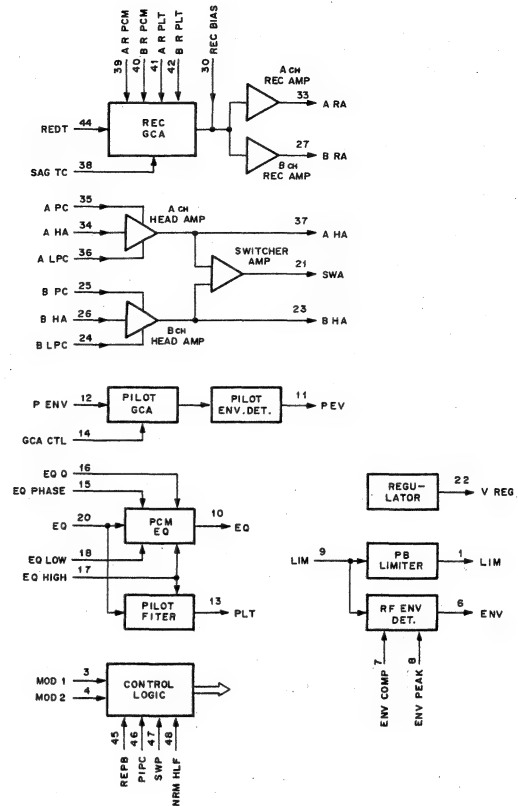 39 A R PCM
40 B R PCM
41 A R PLT
42 B R PLT
30 REC BIAS
A CH
REC AMP
33
A RA
REDT 44
REC
GCA
27
B RA
B CH
REC AMP
SAG TC 38
A PC 35
A HA 34
A LPC 36
A CH
HEAD AMP
37
A HA
SWITCHER
AMP
21
SWA
B PC 25
B HA 26
B LPC 24
B CH
HEAD AMP
23
B HA
P ENV 12
PILOT
GCA
PILOT
ENV. DET.
11
PEV
GCA CTL 14
EQ Q 16
EQ PHASE 15
EQ 20
PCM
EQ
10
EQ
EQ LOW 18
EQ HIGH 17
PILOT
FITER
13
PLT
REGU-
LATOR
22
V REG
LIM 9
PB
LIMITER
1
LIM
RF ENV
DET.
6
ENV
ENV COMP 7
ENV PEAK 8
MOD 1 3
MOD 2 4
CONTROL
LOGIC
45 REPB
46 PIPC
47 SWP
48 NRM HLF